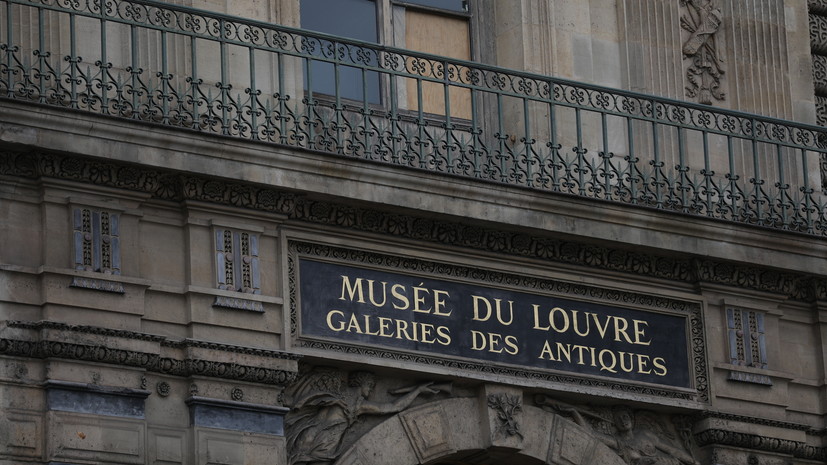 MUSÉE DU LOUVRE
GALERIES DES ANTIQUES